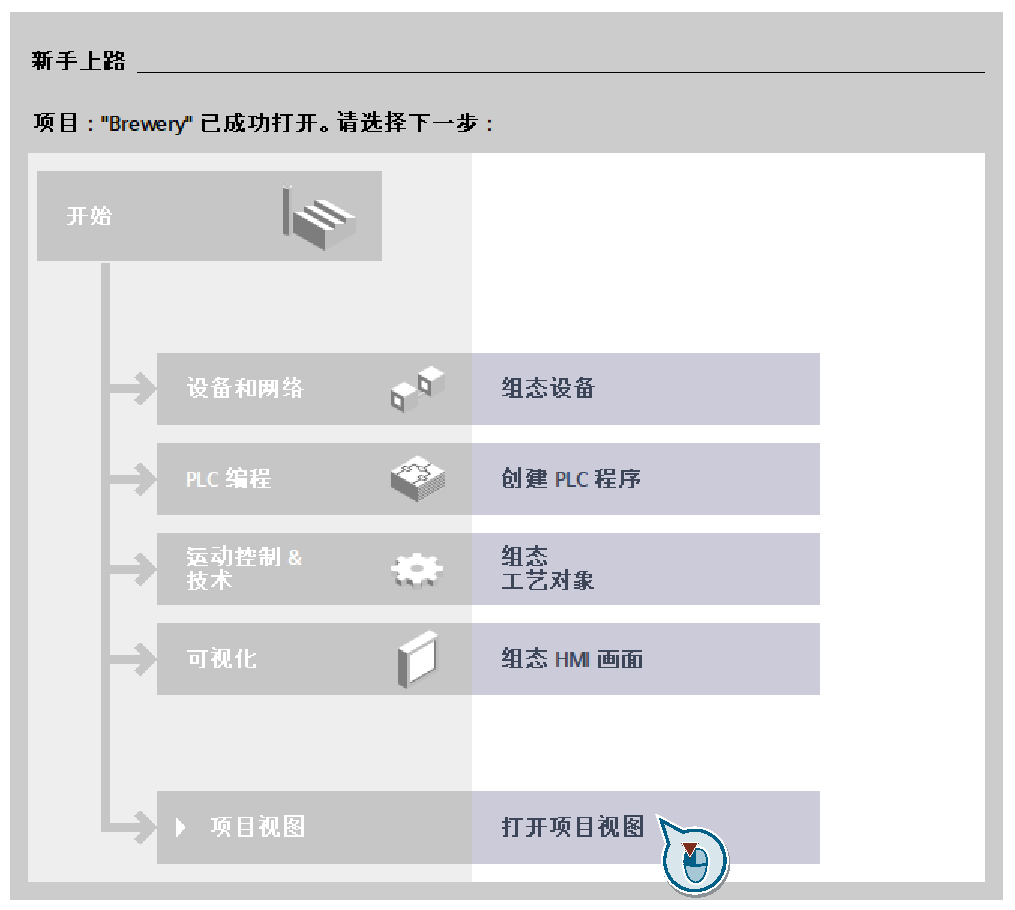 新手上路
项目："Brewery" 已成功打开。请选择下一步：
开始
设备和网络
组态设备
PLC 编程
创建 PLC 程序
运动控制 &
技术
组态
工艺对象
可视化
组态 HMI 画面
项目视图
打开项目视图